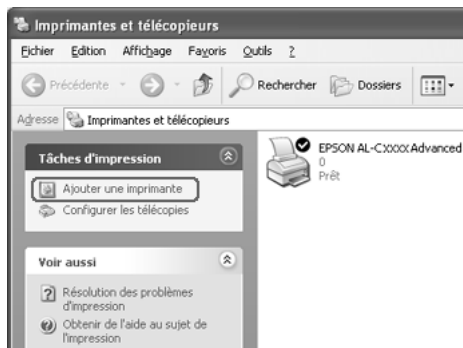 Imprimantes et télécopieurs
Fichier Edition Affichage Favoris Outils ?
Précédente Rechercher Dossiers
Adresse Imprimantes et télécopieurs
Tâches d'impression
Ajouter une imprimante
Configurer les télécopies
Voir aussi
Résolution des problèmes
d'impression
Obtenir de l'aide au sujet de
l'impression
EPSON AL-CXXXX Advanced
0
Prêt